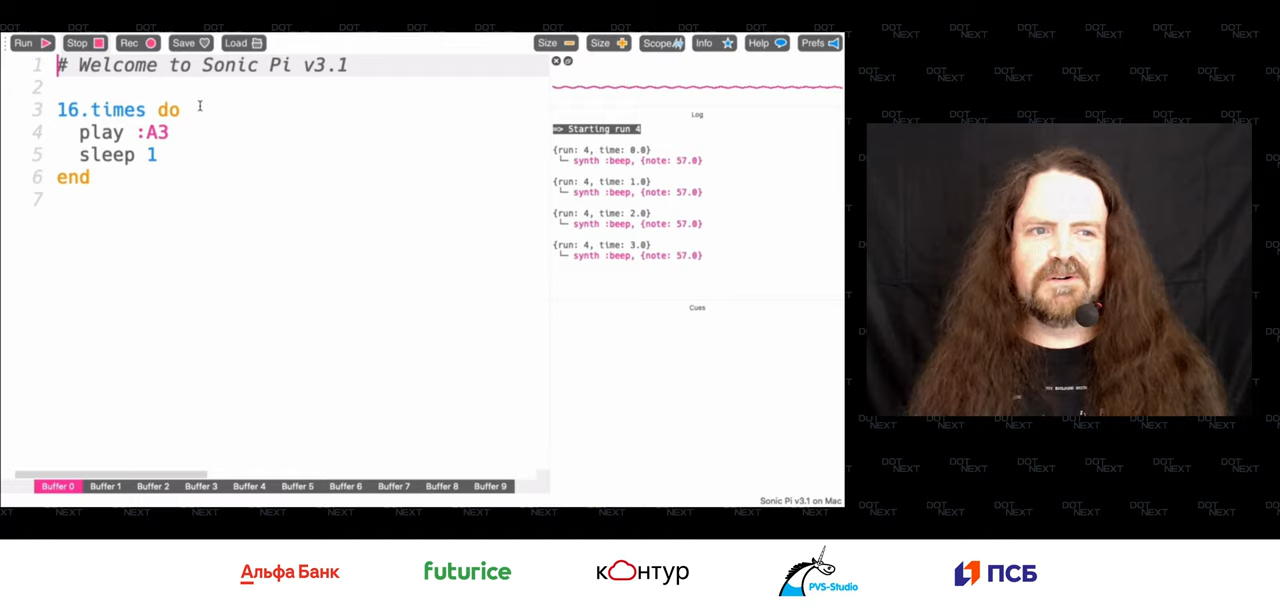 Run Stop Rec Save Load Size Size Scope Info Help Prefs
1 # Welcome to Sonic Pi v3.1
2
3 16.times do
4 play :A3
5 sleep 1
6 end
7
Log
=> Starting run 4
{run: 4, time: 0.0}
└─ synth :beep, {note: 57.0}
{run: 4, time: 1.0}
└─ synth :beep, {note: 57.0}
{run: 4, time: 2.0}
└─ synth :beep, {note: 57.0}
{run: 4, time: 3.0}
└─ synth :beep, {note: 57.0}
Cues
Buffer 0 Buffer 1 Buffer 2 Buffer 3 Buffer 4 Buffer 5 Buffer 6 Buffer 7 Buffer 8 Buffer 9
Sonic Pi v3.1 on Mac
DOT NEXT
Альфа Банк
futurice
контур
PVS-Studio
ПСБ